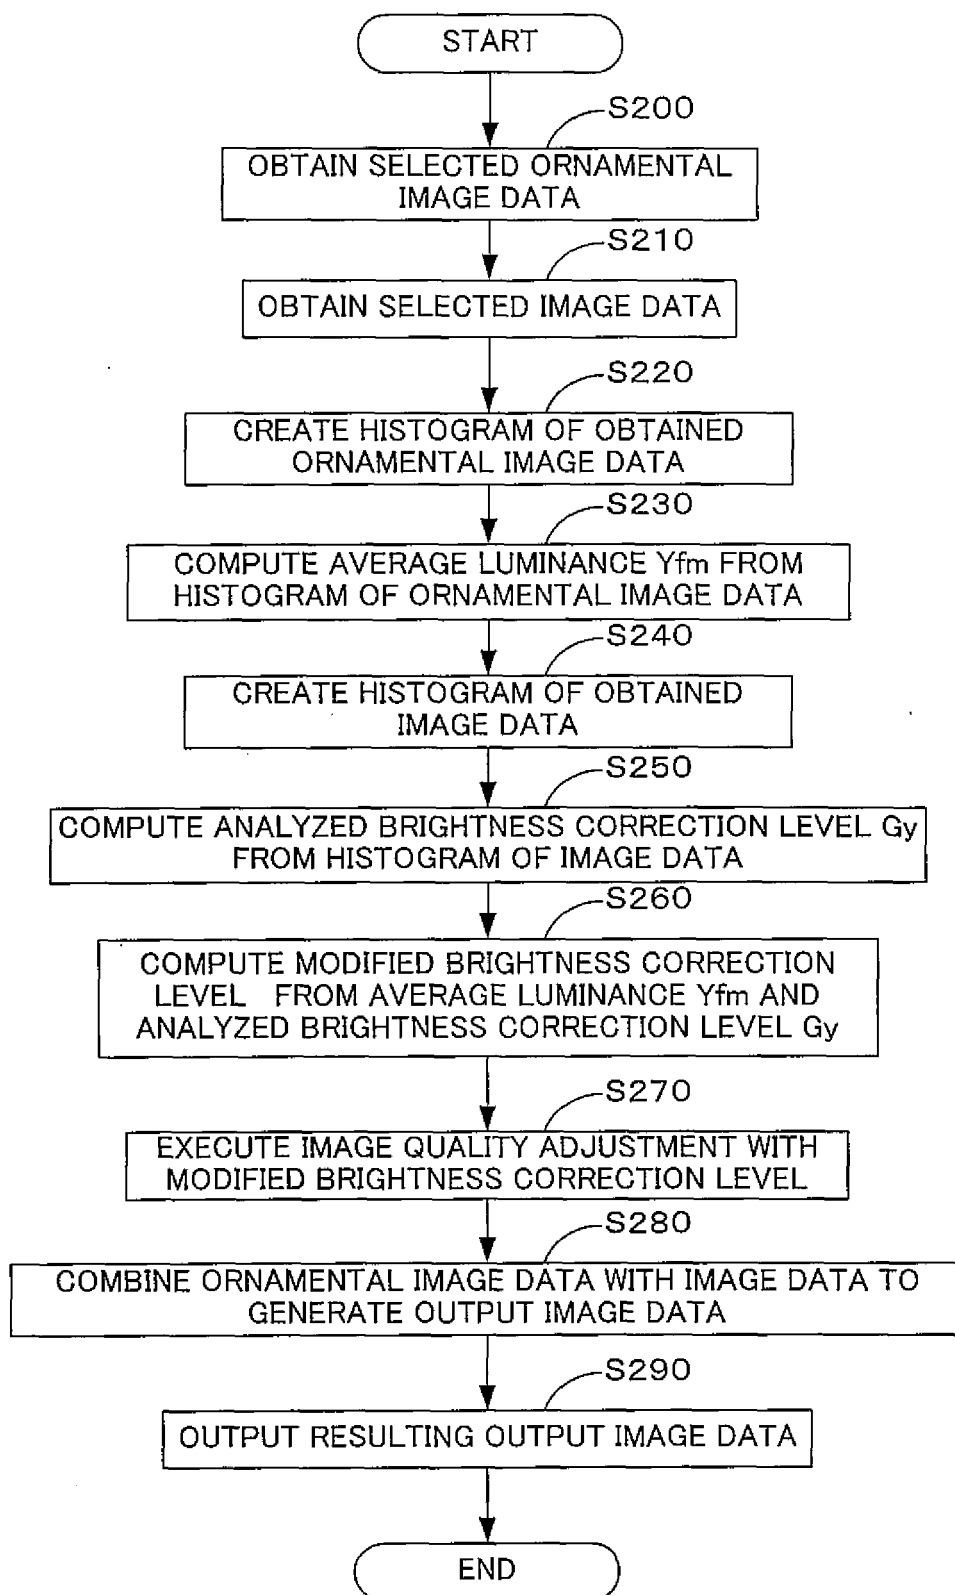 START
S200
OBTAIN SELECTED ORNAMENTAL
IMAGE DATA
S210
OBTAIN SELECTED IMAGE DATA
S220
CREATE HISTOGRAM OF OBTAINED
ORNAMENTAL IMAGE DATA
S230
COMPUTE AVERAGE LUMINANCE Yfm FROM
HISTOGRAM OF ORNAMENTAL IMAGE DATA
S240
CREATE HISTOGRAM OF OBTAINED
IMAGE DATA
S250
COMPUTE ANALYZED BRIGHTNESS CORRECTION LEVEL Gy
FROM HISTOGRAM OF IMAGE DATA
S260
COMPUTE MODIFIED BRIGHTNESS CORRECTION
LEVEL FROM AVERAGE LUMINANCE Yfm AND
ANALYZED BRIGHTNESS CORRECTION LEVEL Gy
S270
EXECUTE IMAGE QUALITY ADJUSTMENT WITH
MODIFIED BRIGHTNESS CORRECTION LEVEL
S280
COMBINE ORNAMENTAL IMAGE DATA WITH IMAGE DATA TO
GENERATE OUTPUT IMAGE DATA
S290
OUTPUT RESULTING OUTPUT IMAGE DATA
END